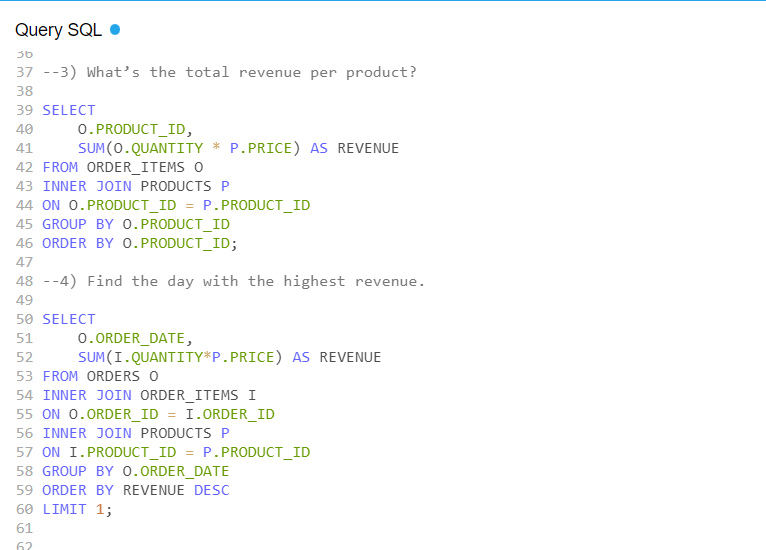 Query SQL
36
37 --3) What’s the total revenue per product?
38
39 SELECT
40     O.PRODUCT_ID,
41     SUM(O.QUANTITY * P.PRICE) AS REVENUE
42 FROM ORDER_ITEMS O
43 INNER JOIN PRODUCTS P
44 ON O.PRODUCT_ID = P.PRODUCT_ID
45 GROUP BY O.PRODUCT_ID
46 ORDER BY O.PRODUCT_ID;
47
48 --4) Find the day with the highest revenue.
49
50 SELECT
51     O.ORDER_DATE,
52     SUM(I.QUANTITY*P.PRICE) AS REVENUE
53 FROM ORDERS O
54 INNER JOIN ORDER_ITEMS I
55 ON O.ORDER_ID = I.ORDER_ID
56 INNER JOIN PRODUCTS P
57 ON I.PRODUCT_ID = P.PRODUCT_ID
58 GROUP BY O.ORDER_DATE
59 ORDER BY REVENUE DESC
60 LIMIT 1;
61
62